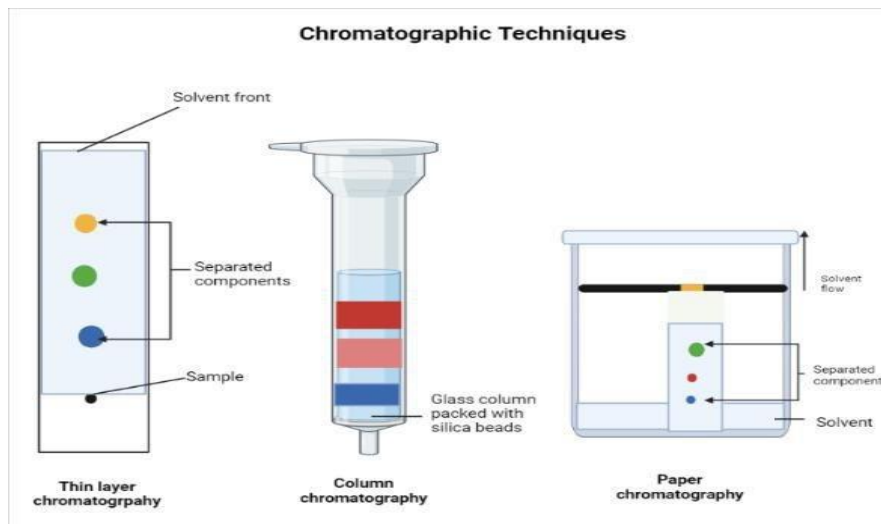 Chromatographic Techniques
Solvent front
Separated
components
Sample
Thin layer
chromatogrpahy
Glass column
packed with
silica beads
Column
chromatography
Solvent
flow
Separated
component
Solvent
Paper
chromatography